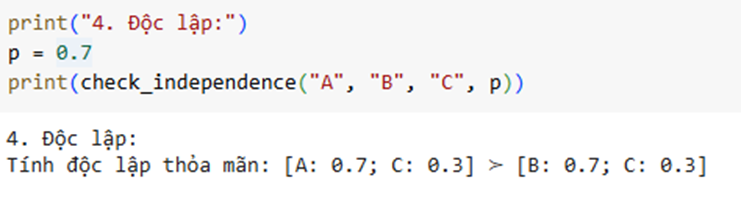 print("4. Độc lập:")
p = 0.7
print(check_independence("A", "B", "C", p))
4. Độc lập:
Tính độc lập thỏa mãn: [A: 0.7; C: 0.3] ≻ [B: 0.7; C: 0.3]